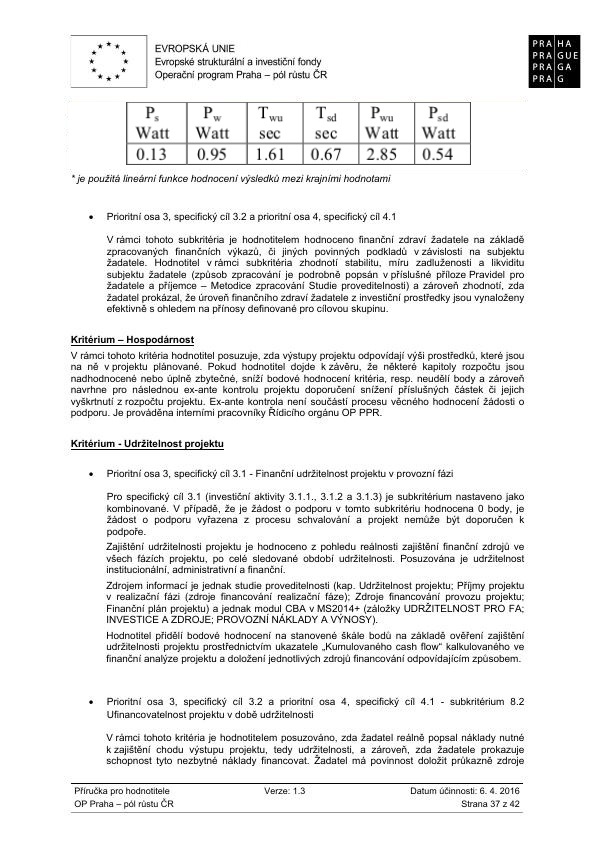 EVROPSKÁ UNIE
Evropské strukturální a investiční fondy
Operační program Praha – pól růstu ČR
PRA HA
PRA GUE
PRA GA
PRA G
Ps Pw Twu Tsd Pwu Psd
Watt Watt sec sec Watt Watt
0.13 0.95 1.61 0.67 2.85 0.54
* je použitá lineární funkce hodnocení výsledků mezi krajními hodnotami
• Prioritní osa 3, specifický cíl 3.2 a prioritní osa 4, specifický cíl 4.1
V rámci tohoto subkritéria je hodnotitelem hodnoceno finanční zdraví žadatele na základě
zpracovaných finančních výkazů, či jiných povinných podkladů v závislosti na subjektu
žadatele. Hodnotitel v rámci subkritéria zhodnotí stabilitu, míru zadluženosti a likviditu
subjektu žadatele (způsob zpracování je podrobně popsán v příslušné příloze Pravidel pro
žadatele a příjemce – Metodice zpracování Studie proveditelnosti) a zároveň zhodnotí, zda
žadatel prokázal, že úroveň finančního zdraví žadatele z investiční prostředky jsou vynaloženy
efektivně s ohledem na přínosy definované pro cílovou skupinu.
Kritérium – Hospodárnost
V rámci tohoto kritéria hodnotitel posuzuje, zda výstupy projektu odpovídají výši prostředků, které jsou
na ně v projektu plánované. Pokud hodnotitel dojde k závěru, že některé kapitoly rozpočtu jsou
nadhodnocené nebo úplně zbytečné, sníží bodové hodnocení kritéria, resp. neudělí body a zároveň
navrhne pro následnou ex-ante kontrolu projektu doporučení snížení příslušných částek či jejich
vyškrtnutí z rozpočtu projektu. Ex-ante kontrola není součástí procesu věcného hodnocení žádosti o
podporu. Je prováděna interními pracovníky Řídicího orgánu OP PPR.
Kritérium - Udržitelnost projektu
• Prioritní osa 3, specifický cíl 3.1 - Finanční udržitelnost projektu v provozní fázi
Pro specifický cíl 3.1 (investiční aktivity 3.1.1., 3.1.2 a 3.1.3) je subkritérium nastaveno jako
kombinované. V případě, že je žádost o podporu v tomto subkritériu hodnocena 0 body, je
žádost o podporu vyřazena z procesu schvalování a projekt nemůže být doporučen k
podpoře.
Zajištění udržitelnosti projektu je hodnoceno z pohledu reálnosti zajištění finanční zdrojů ve
všech fázích projektu, po celé sledované období udržitelnosti. Posuzována je udržitelnost
institucionální, administrativní a finanční.
Zdrojem informací je jednak studie proveditelnosti (kap. Udržitelnost projektu; Příjmy projektu
v realizační fázi (zdroje financování realizační fáze); Zdroje financování provozu projektu;
Finanční plán projektu) a jednak modul CBA v MS2014+ (záložky UDRŽITELNOST PRO FA;
INVESTICE A ZDROJE; PROVOZNÍ NÁKLADY A VÝNOSY).
Hodnotitel přidělí bodové hodnocení na stanovené škále bodů na základě ověření zajištění
udržitelnosti projektu prostřednictvím ukazatele „Kumulovaného cash flow“ kalkulovaného ve
finanční analýze projektu a doložení jednotlivých zdrojů financování odpovídajícím způsobem.
• Prioritní osa 3, specifický cíl 3.2 a prioritní osa 4, specifický cíl 4.1 - subkritérium 8.2
Ufinancovatelnost projektu v době udržitelnosti
V rámci tohoto kritéria je hodnotitelem posuzováno, zda žadatel reálně popsal náklady nutné
k zajištění chodu výstupu projektu, tedy udržitelnosti, a zároveň, zda žadatele prokazuje
schopnost tyto nezbytné náklady financovat. Žadatel má povinnost doložit průkazně zdroje
Příručka pro hodnotitele Verze: 1.3 Datum účinnosti: 6. 4. 2016
OP Praha – pól růstu ČR Strana 37 z 42